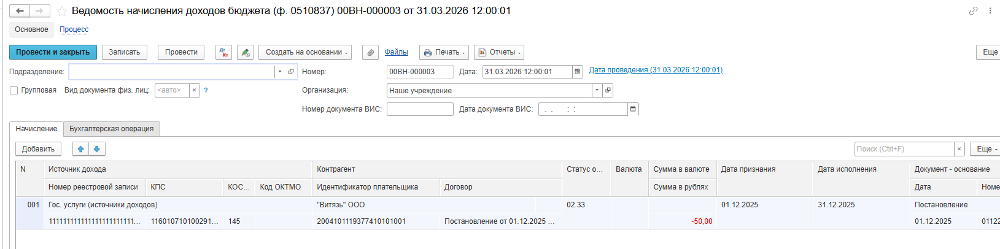 Ведомость начисления доходов бюджета (ф. 0510837) 00ВН-000003 от 31.03.2026 12:00:01
Основное Процесс
Провести и закрыть Записать Провести Дт Кт Создать на основании Файлы Печать Отчеты Еще
Подразделение: Номер: 00ВН-000003 Дата: 31.03.2026 12:00:01 Дата проведения (31.03.2026 12:00:01)
Групповая Вид документа физ. лиц: <авто> × ? Организация: Наше учреждение
Номер документа ВИС: Дата документа ВИС: . . : :
Начисление Бухгалтерская операция
Добавить Поиск (Ctrl+F) × Еще
N Источник дохода Контрагент Статус о... Валюта Сумма в валюте Дата признания Дата исполнения Документ - основание
Номер реестровой записи КПС КОС... Код ОКТМО Идентификатор плательщика Договор Сумма в рублях Дата Номе
001 Гос. услуги (источники доходов) "Витязь" ООО 02.33 01.12.2025 31.12.2025 Постановление
145 2004101119377410101001 Постановление от 01.12.2025 ... -50,00 01.12.2025 01122